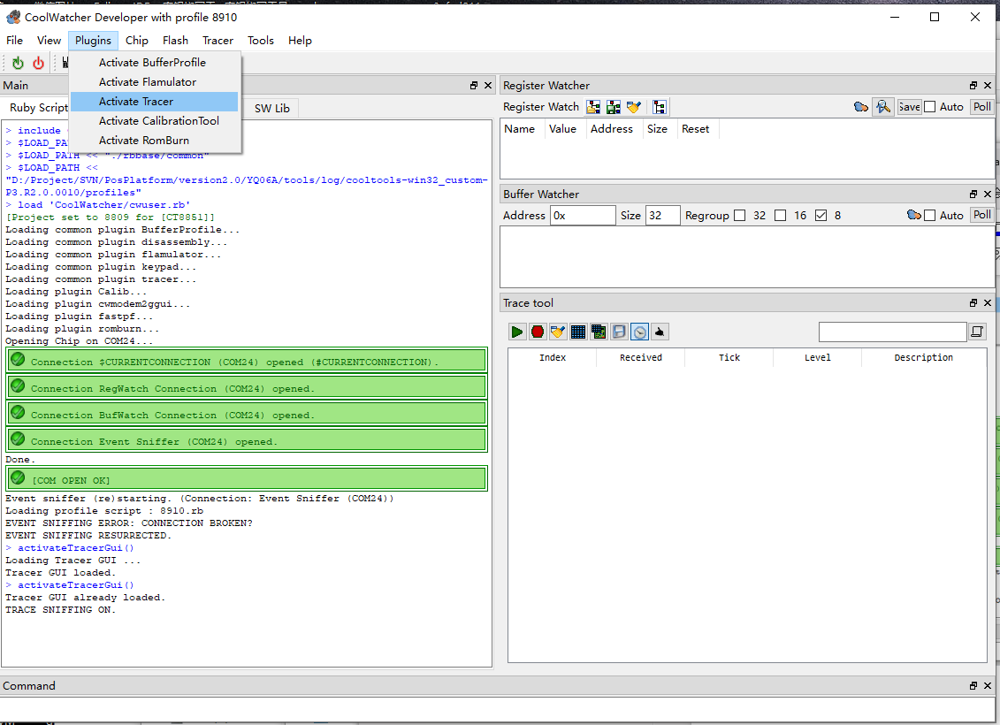 CoolWatcher Developer with profile 8910
File View Plugins Chip Flash Tracer Tools Help
Activate BufferProfile
Activate Flamulator
Activate Tracer
Activate CalibrationTool
Activate RomBurn
Main
Ruby Script
SW Lib
> include
> $LOAD_PA
> $LOAD_PATH << "./rbbase/common"
> $LOAD_PATH <<
"D:/Project/SVN/PosPlatform/version2.0/YQ06A/tools/log/cooltools-win32_custom-
P3.R2.0.0010/profiles"
> load 'CoolWatcher/cwuser.rb'
[Project set to 8809 for [CT8851]]
Loading common plugin BufferProfile...
Loading common plugin disassembly...
Loading common plugin flamulator...
Loading common plugin keypad...
Loading common plugin tracer...
Loading plugin Calib...
Loading plugin cwmodem2ggui...
Loading plugin fastpf...
Loading plugin romburn...
Opening Chip on COM24...
Connection $CURRENTCONNECTION (COM24) opened (#CURRENTCONNECTION).
Connection RegWatch Connection (COM24) opened.
Connection BufWatch Connection (COM24) opened.
Connection Event Sniffer (COM24) opened.
Done.
[COM OPEN OK]
Event sniffer (re)starting. (Connection: Event Sniffer (COM24))
Loading profile script : 8910.rb
EVENT SNIFFING ERROR: CONNECTION BROKEN?
EVENT SNIFFING RESURRECTED.
> activateTracerGui()
Loading Tracer GUI ...
Tracer GUI loaded.
> activateTracerGui()
Tracer GUI already loaded.
TRACE SNIFFING ON.
Register Watcher
Register Watch Save Auto Poll
Name Value Address Size Reset
Buffer Watcher
Address 0x Size 32 Regroup 32 16 8 Auto Poll
Trace tool
Index Received Tick Level Description
Command